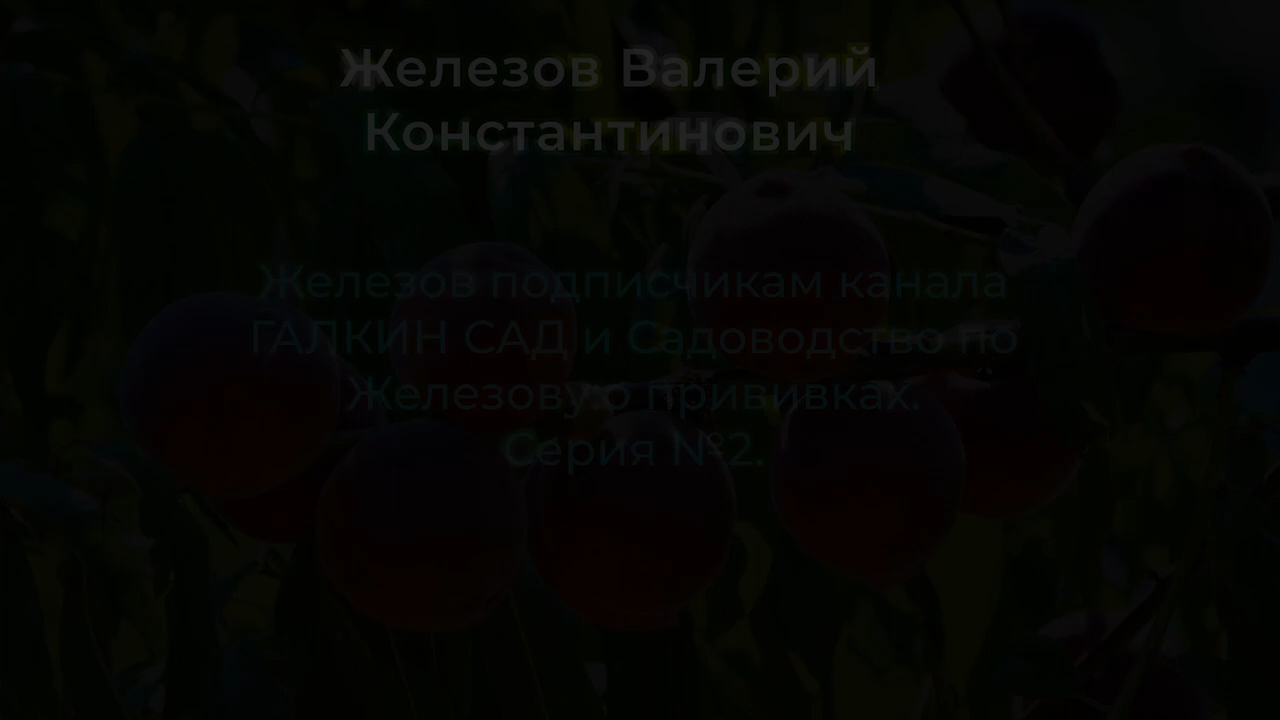 Железов Валерий
Константинович
Железов подписчикам канала
ГАЛКИН САД и Садоводство по
Железову о прививках.
Серия №2.